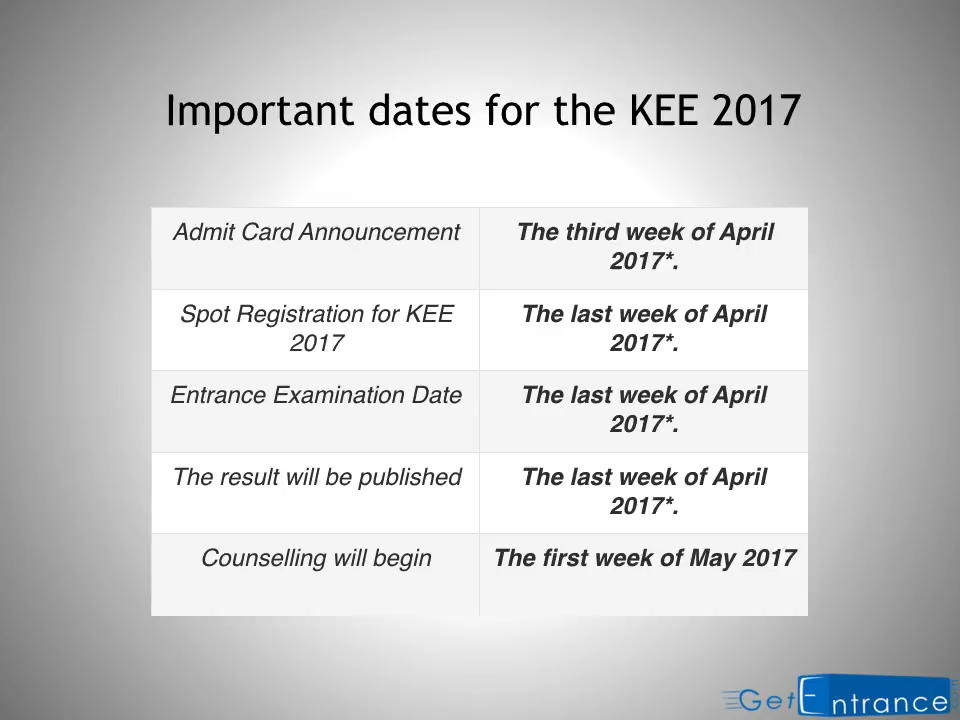 Important dates for the KEE 2017
Admit Card Announcement
The third week of April
2017*.
Spot Registration for KEE
2017
The last week of April
2017*.
Entrance Examination Date
The last week of April
2017*.
The result will be published
The last week of April
2017*.
Counselling will begin
The first week of May 2017
GetEntrance
.com